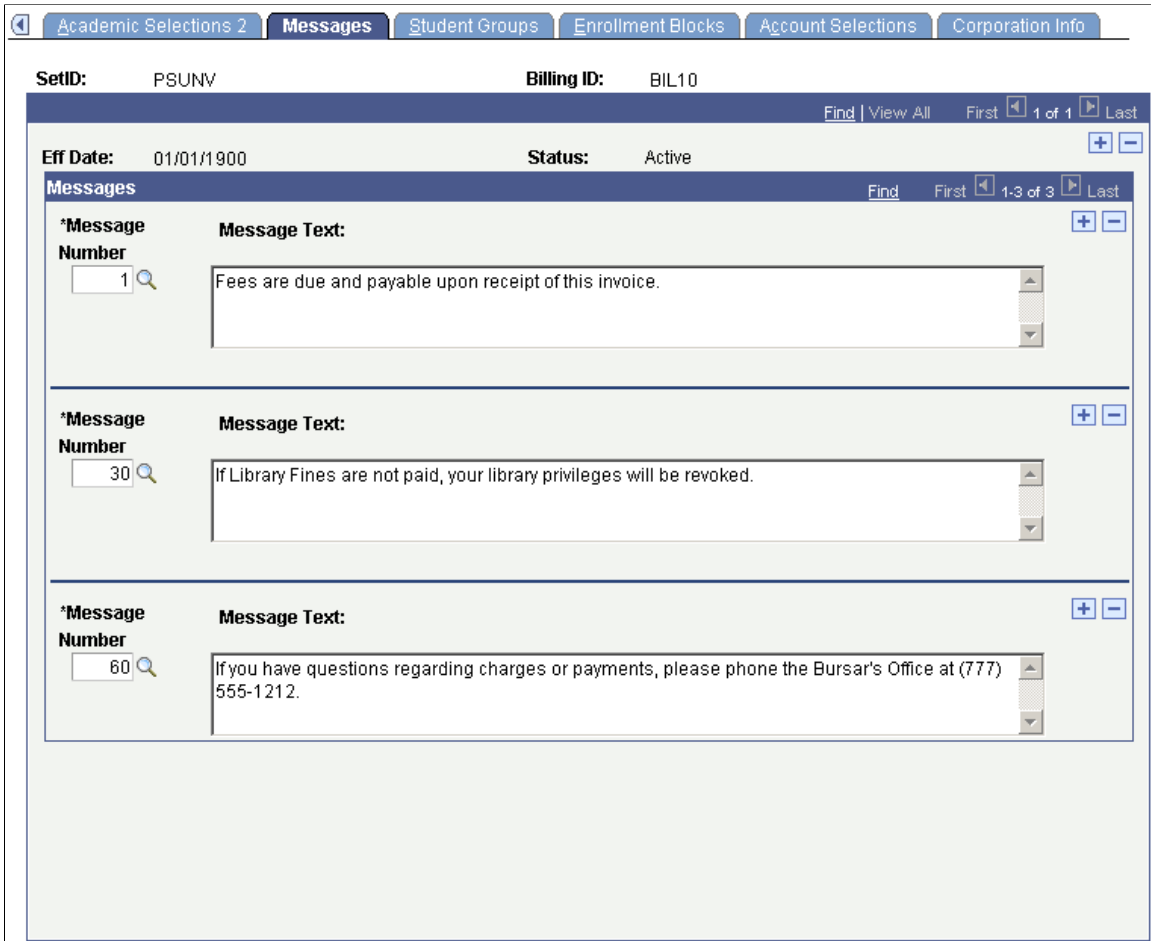 Academic Selections 2 Messages Student Groups Enrollment Blocks Account Selections Corporation Info
SetID: PSUNV Billing ID: BIL10
Find | View All First 1 of 1 Last
Eff Date: 01/01/1900 Status: Active
Messages Find First 1-3 of 3 Last
*Message Number Message Text:
1 Fees are due and payable upon receipt of this invoice.
*Message Number Message Text:
30 If Library Fines are not paid, your library privileges will be revoked.
*Message Number Message Text:
60 If you have questions regarding charges or payments, please phone the Bursar's Office at (777)
555-1212.